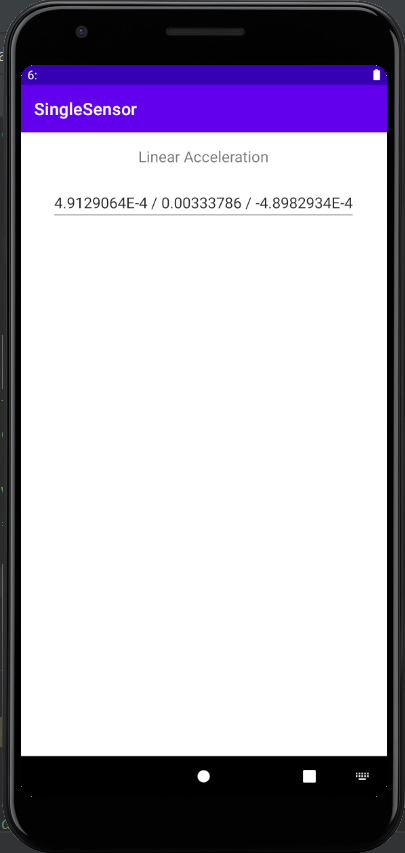 6:
SingleSensor
Linear Acceleration
4.9129064E-4 / 0.00333786 / -4.8982934E-4